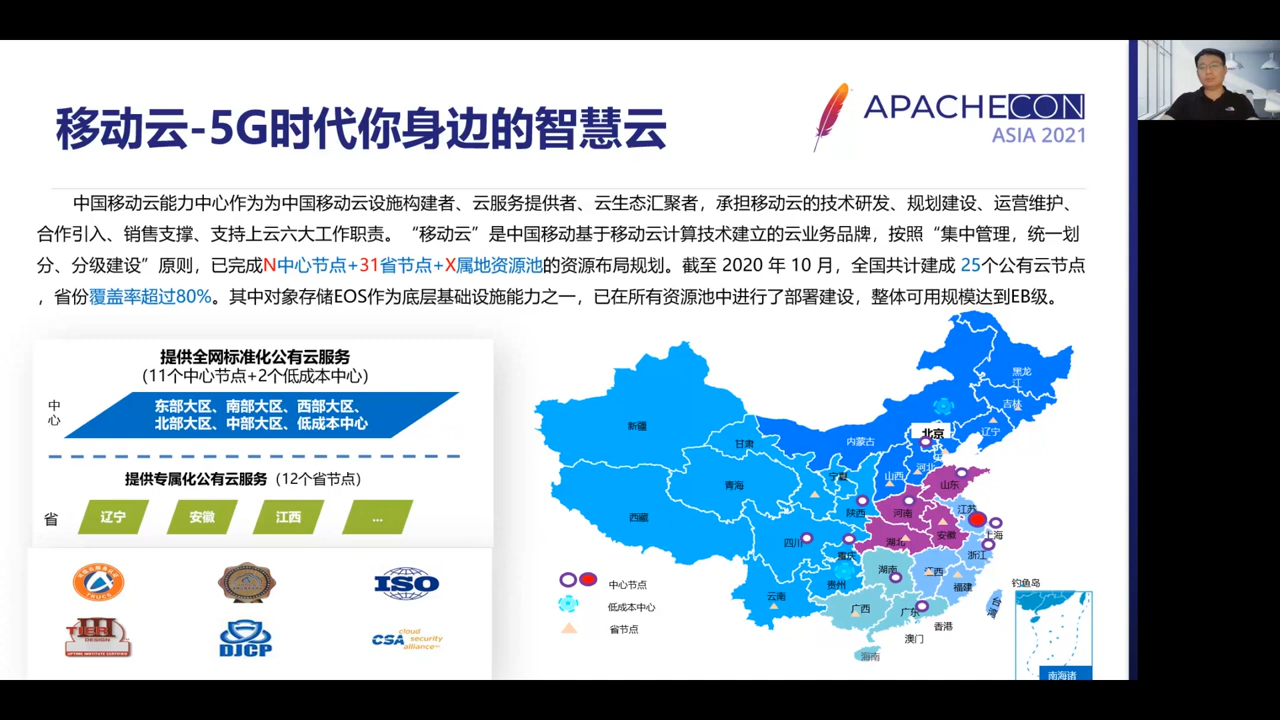 移动云-5G时代你身边的智慧云
APACHECON
ASIA 2021
中国移动云能力中心作为为中国移动云设施构建者、云服务提供者、云生态汇聚者，承担移动云的技术研发、规划建设、运营维护、
合作引入、销售支撑、支持上云六大工作职责。“移动云”是中国移动基于移动云计算技术建立的云业务品牌，按照“集中管理，统一划
分、分级建设”原则，已完成N中心节点+31省节点+X属地资源池的资源布局规划。截至 2020 年 10 月，全国共计建成 25个公有云节点
，省份覆盖率超过80%。其中对象存储EOS作为底层基础设施能力之一，已在所有资源池中进行了部署建设，整体可用规模达到EB级。
提供全网标准化公有云服务
(11个中心节点+2个低成本中心)
中心
东部大区、南部大区、西部大区、
北部大区、中部大区、低成本中心
提供专属化公有云服务（12个省节点）
省
辽宁
安徽
江西
...
TRUCS
ISO
TIER III
DESIGN
UPTIME INSTITUTE CERTIFIED
DJCP
CSA cloud security alliance
中心节点
低成本中心
省节点
黑龙江
吉林
辽宁
北京
内蒙古
新疆
甘肃
宁夏
山西
河北
山东
青海
陕西
河南
江苏
西藏
安徽
上海
四川
重庆
湖北
浙江
湖南
江西
贵州
福建
云南
广西
广东
台湾
香港
澳门
海南
钓鱼岛
南海诸